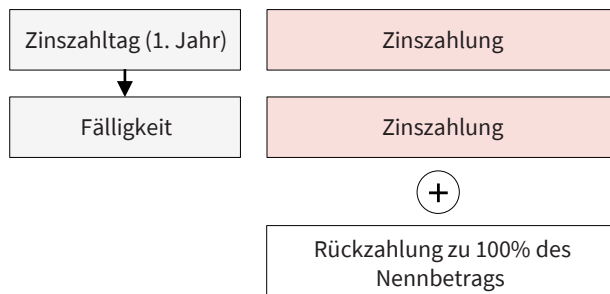 Zinszahltag (1. Jahr)
Zinszahlung
Fälligkeit
Zinszahlung
+
Rückzahlung zu 100% des
Nennbetrags